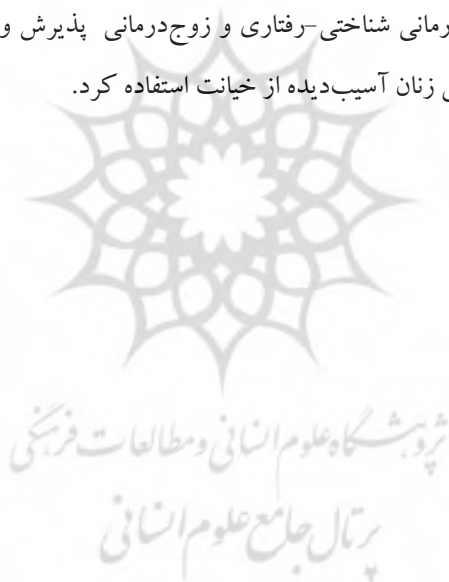 رمانی شناختی–رفتاری و زوج‌درمانی پذیرش و
زنان آسیب‌دیده از خیانت استفاده کرد.
پژوهشگاه علوم انسانی و مطالعات فرهنگی
پرتال جامع علوم انسانی